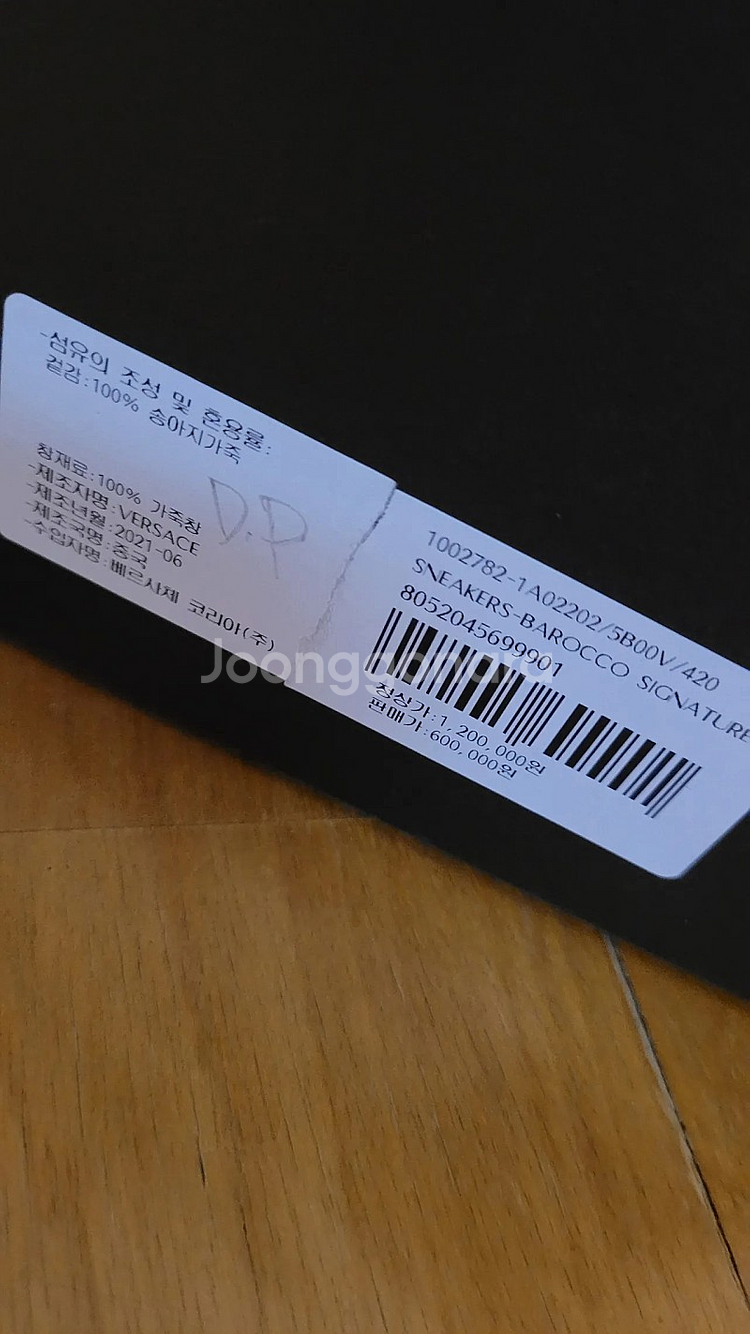 -섬유의 조성 및 혼용률:
겉감:100% 송아지가죽
창재료:100% 가죽창
-제조자명:VERSACE
-제조년월:2021-06
-제조국명:중국
-수입자명:베르사체 코리아(주)
D.P
1002782-1A02202/5B00V/420
SNEAKERS-BAROCCO SIGNATURE
8052045699901
정상가:1,200,000원
판매가:600,000원
Joonggonara